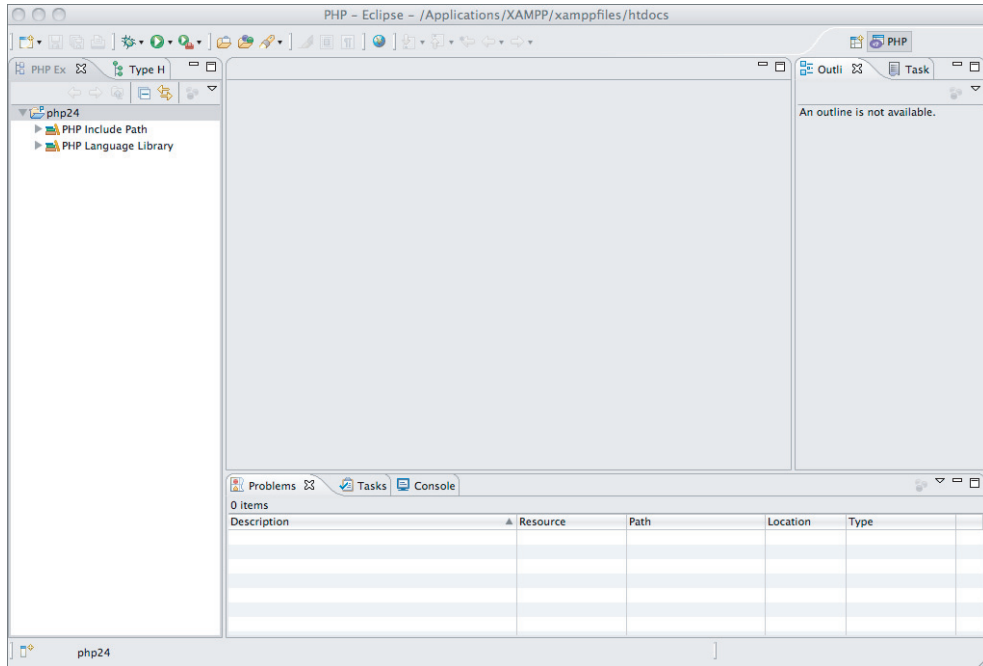 PHP – Eclipse – /Applications/XAMPP/xamppfiles/htdocs
PHP
PHP Ex
Type H
Outli
Task
php24
PHP Include Path
PHP Language Library
An outline is not available.
Problems
Tasks
Console
0 items
Description Resource Path Location Type
php24